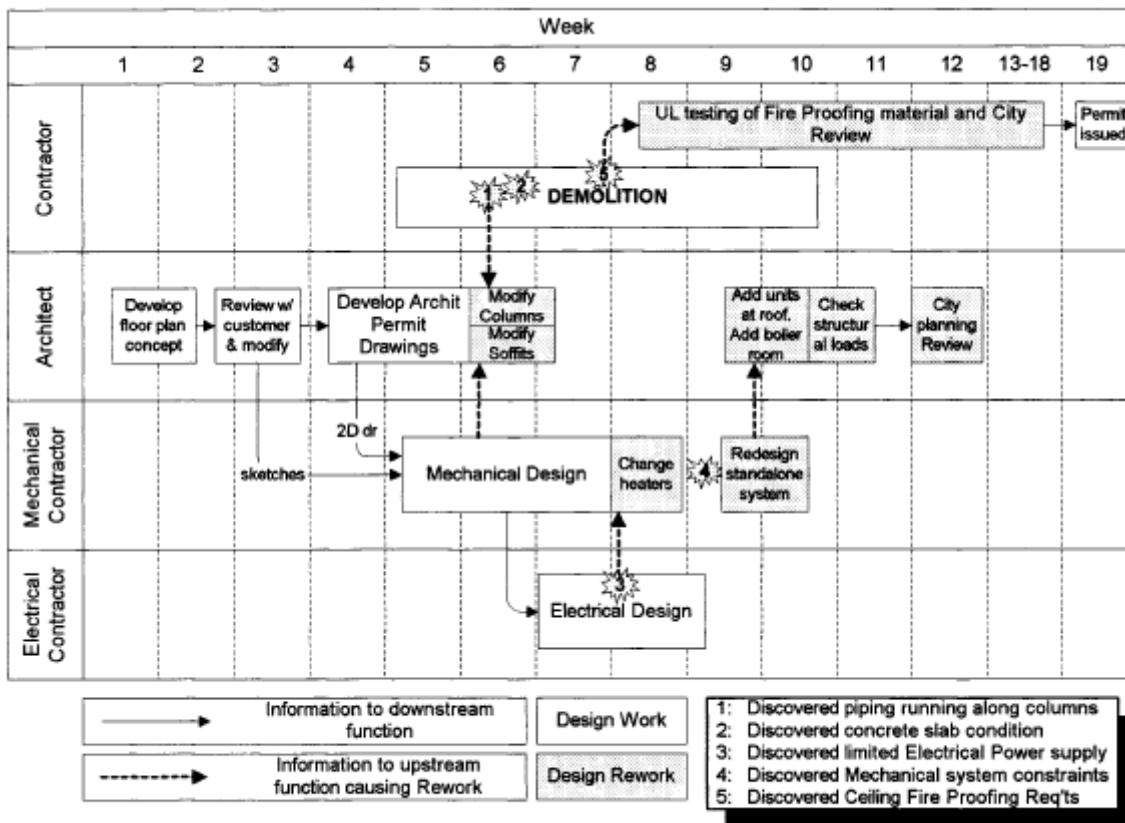 Week
1 2 3 4 5 6 7 8 9 10 11 12 13-18 19
Contractor
UL testing of Fire Proofing material and City
Review
Permit
issued
1
2
5
DEMOLITION
Architect
Develop
floor plan
concept
Review w/
customer
& modify
Develop Archit
Permit
Drawings
Modify
Columns
Modify
Soffits
Add units
at roof.
Add boiler
room
Check
structur
al loads
City
planning
Review
Mechanical
Contractor
2D dr
sketches
Mechanical Design
Change
heaters
4
Redesign
standalone
system
Electrical
Contractor
3
Electrical Design
Information to downstream
function
Design Work
Information to upstream
function causing Rework
Design Rework
1: Discovered piping running along columns
2: Discovered concrete slab condition
3: Discovered limited Electrical Power supply
4: Discovered Mechanical system constraints
5: Discovered Ceiling Fire Proofing Req'ts